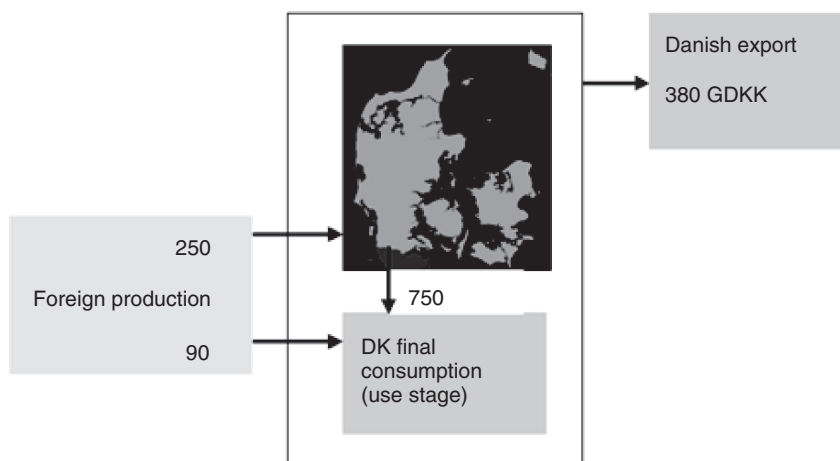 Danish export
380 GDKK
250
Foreign production
90
750
DK final
consumption
(use stage)